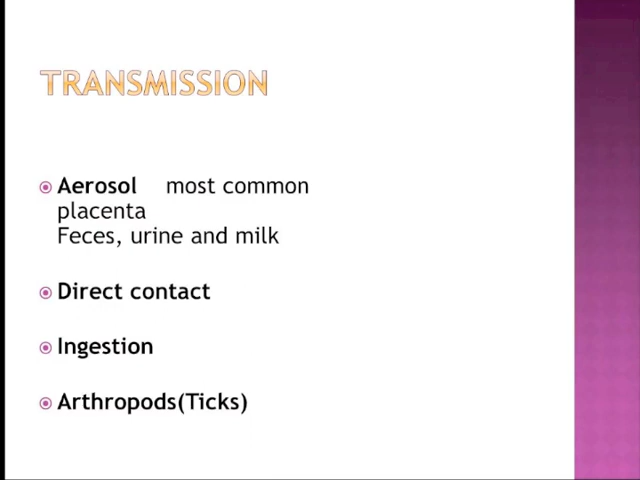 TRANSMISSION
Aerosol most common
placenta
Feces, urine and milk
Direct contact
Ingestion
Arthropods(Ticks)